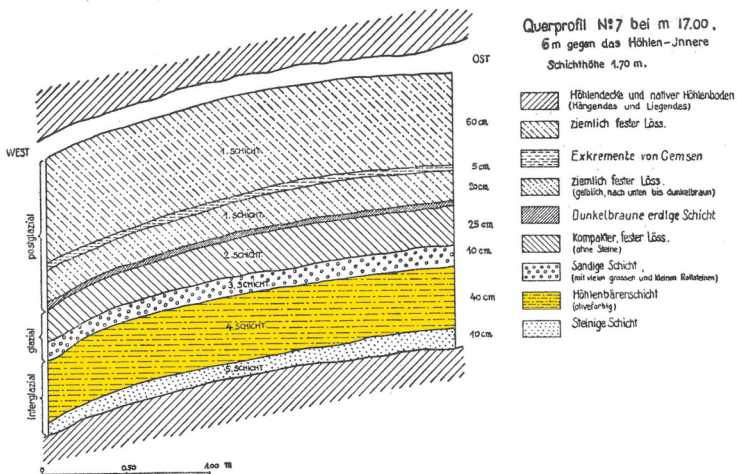 Querprofil Nº7 bei m 17.00,
6m gegen das Höhlen-Jnnere
Schichthöhe 1.70 m.
OST
WEST
60 cm
5 cm
20 cm.
25 cm
10 cm.
40 cm
10 cm.
1. SCHICHT.
1. SCHICHT.
2. SCHICHT
3. SCHICHT
4. SCHICHT.
5. SCHICHT
postglazial
glazial
interglazial
0 0.50 1.00 m
Höhlendecke und nativer Höhlenboden
(Hängendes und Liegendes)
ziemlich fester Löss.
Exkremente von Gemsen
ziemlich fester Löss.
(gelblich, nach unten bis dunkelbraun)
Dunkelbraune erdige Schicht
Kompakter, fester Löss.
(ohne Steine)
Sandige Schicht
(mit vielen grossen und kleinen Rollsteinen)
Höhlenbärenschicht
(olivefarbig)
Steinige Schicht